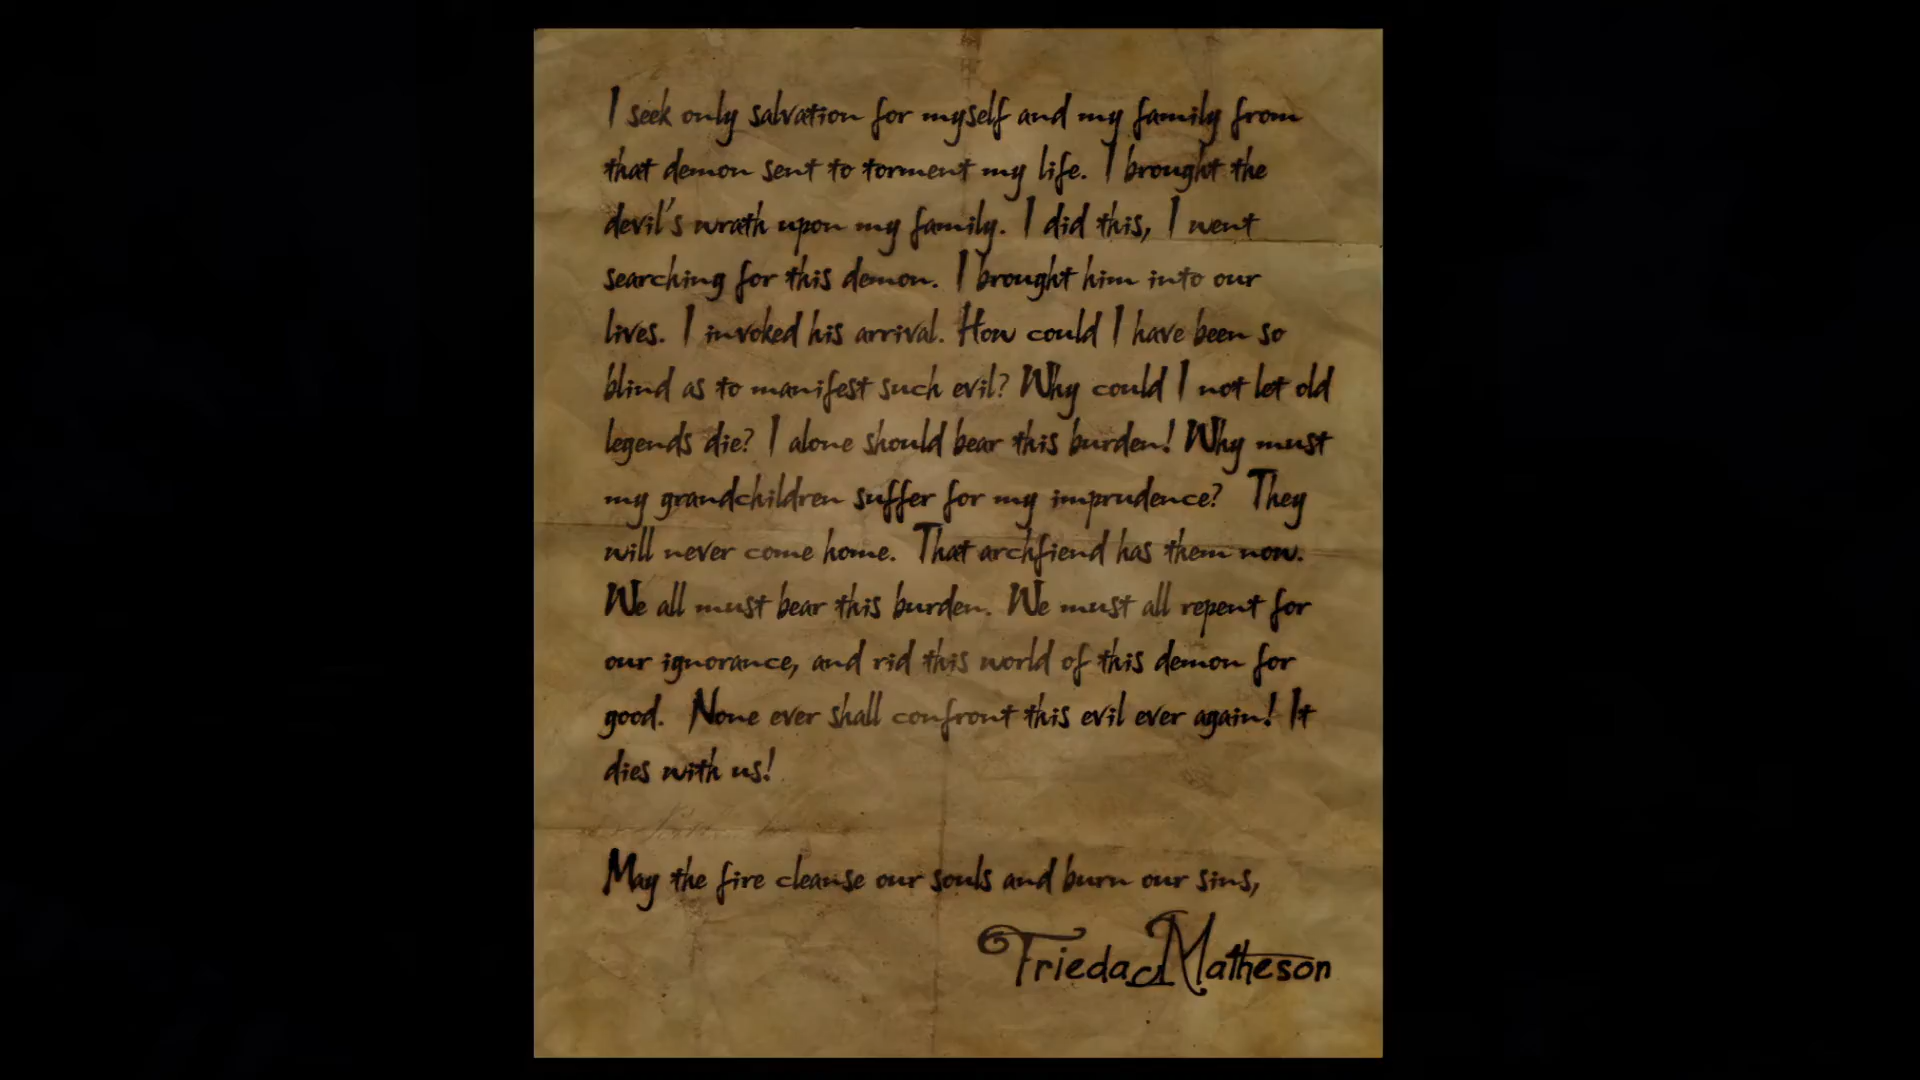 I seek only salvation for myself and my family from
that demon sent to torment my life. I brought the
devil's wrath upon my family. I did this, I went
searching for this demon. I brought him into our
lives. I invoked his arrival. How could I have been so
blind as to manifest such evil? Why could I not let old
legends die? I alone should bear this burden! Why must
my grandchildren suffer for my imprudence? They
will never come home. That archfiend has them now.
We all must bear this burden. We must all repent for
our ignorance, and rid this world of this demon for
good. None ever shall confront this evil ever again! It
dies with us!
May the fire cleanse our souls and burn our sins,
Frieda Matheson